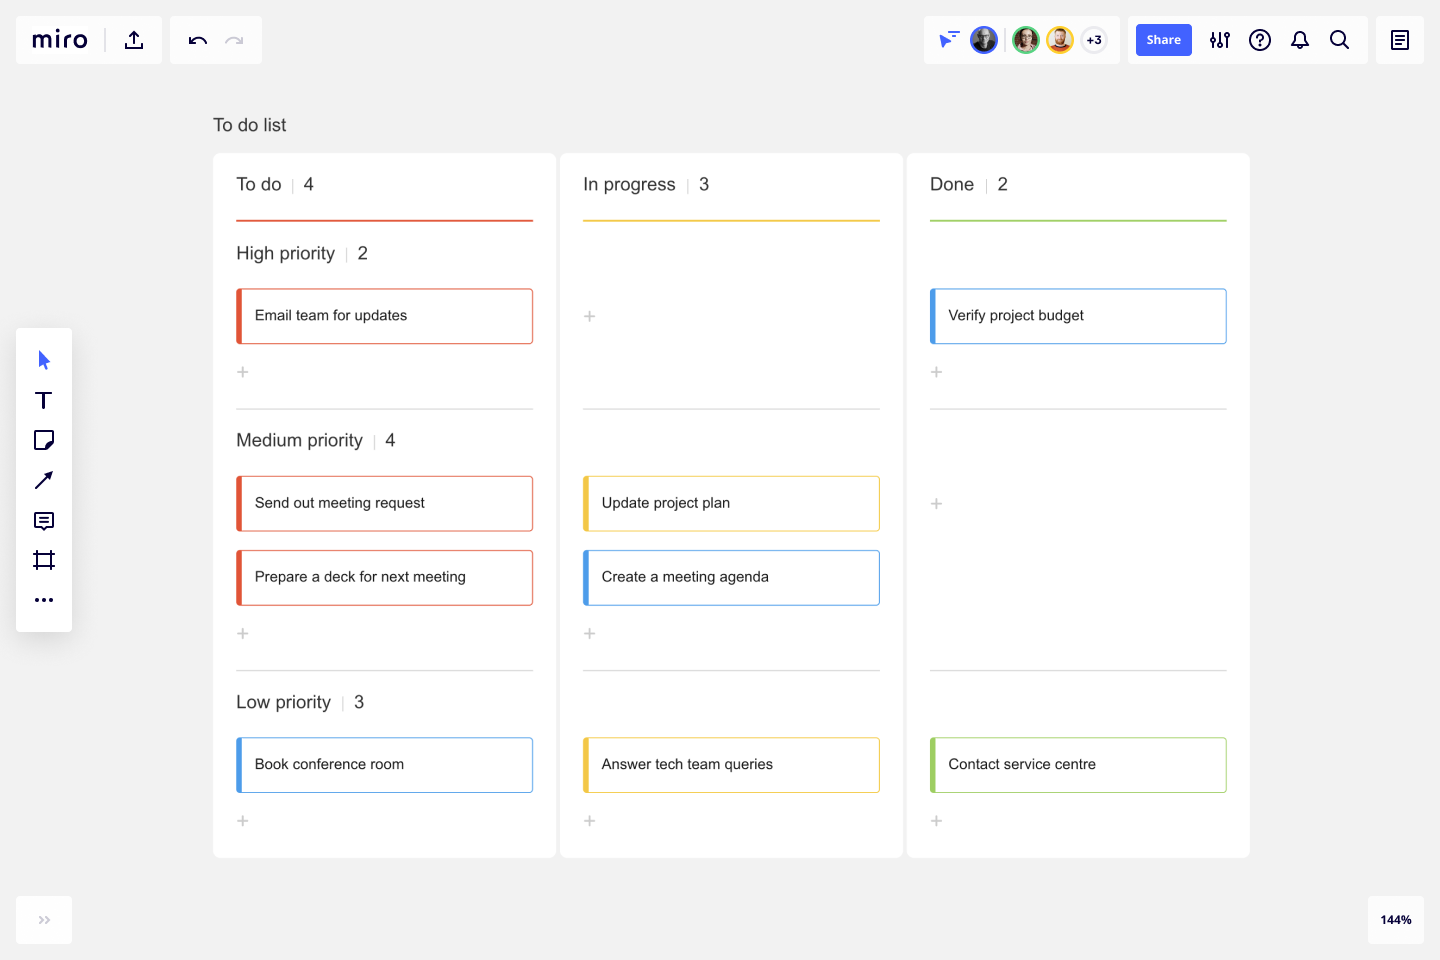 miro
+3
Share
To do list
To do 4
In progress 3
Done 2
High priority 2
Email team for updates
Verify project budget
Medium priority 4
Send out meeting request
Update project plan
Prepare a deck for next meeting
Create a meeting agenda
Low priority 3
Book conference room
Answer tech team queries
Contact service centre
144%